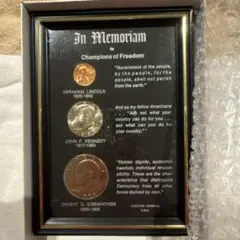 In Memoriam
to
Champions of Freedom
"Government of the people,
by the people, for the people,
shall not perish
from the earth."
ABRAHAM LINCOLN
1809-1865
And so my fellow Americans
. . . "Ask not what your
country can do for you . . .
ask what can you do for
your country."
JOHN F. KENNEDY
1917-1963
"Human dignity, economic
freedom, individual respon-
sibility. These are the char-
acteristics that distinguish
Democracy from all other
forms devised by man."
DWIGHT D. EISENHOWER
1890-1969